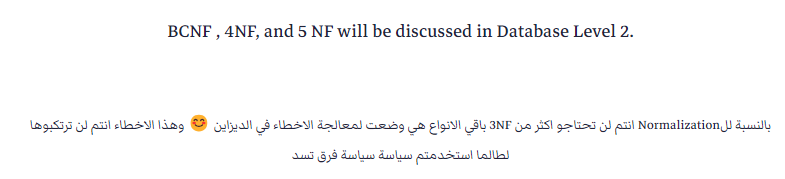 BCNF , 4NF, and 5 NF will be discussed in Database Level 2.
بالنسبة للNormalization انتم لن تحتاجو اكثر من 3NF باقي الانواع هي وضعت لمعالجة الاخطاء في الديزاين 😊 وهذا الاخطاء انتم لن ترتكبوها
لطالما استخدمتم سياسة سياسة فرق تسد